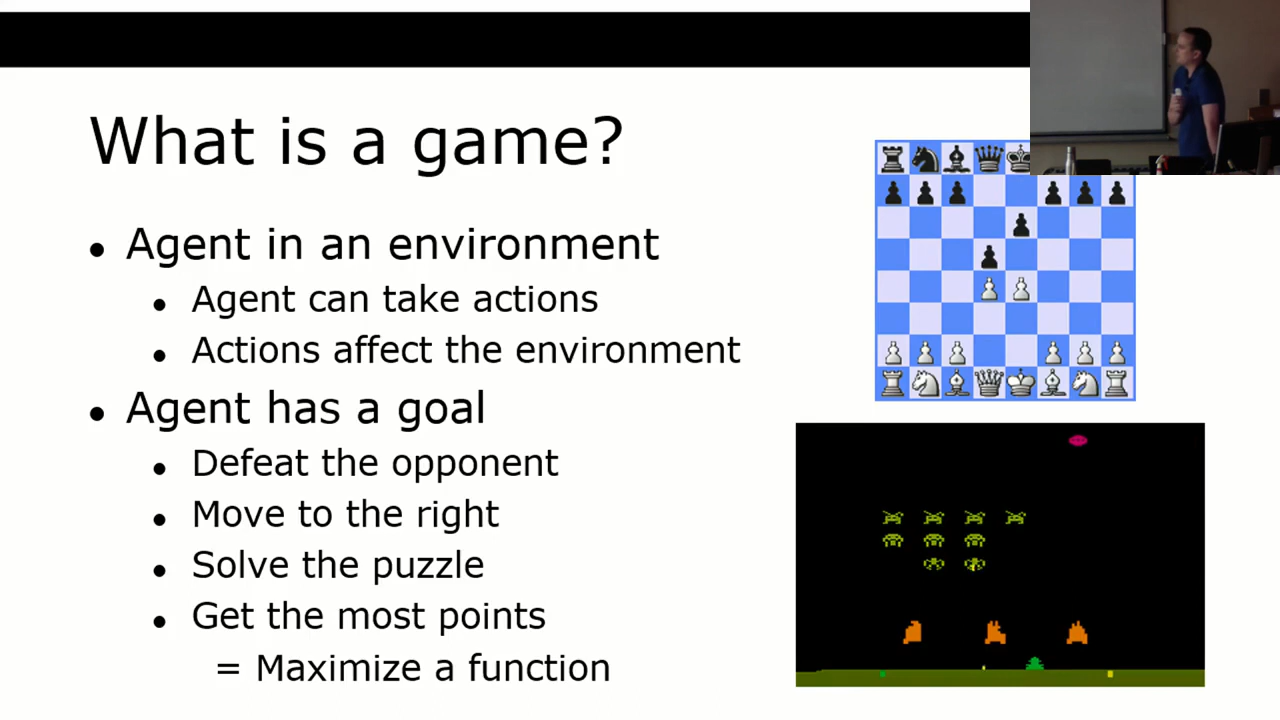 What is a game?
● Agent in an environment
● Agent can take actions
● Actions affect the environment
● Agent has a goal
● Defeat the opponent
● Move to the right
● Solve the puzzle
● Get the most points
= Maximize a function